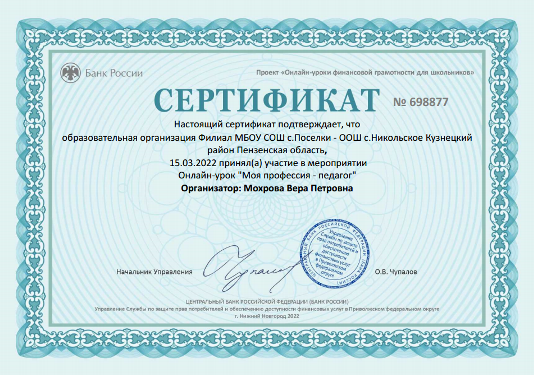 Банк России
Проект «Онлайн-уроки финансовой грамотности для школьников»
СЕРТИФИКАТ № 698877
Настоящий сертификат подтверждает, что
образовательная организация Филиал МБОУ СОШ с.Поселки - ООШ с.Никольское Кузнецкий
район Пензенская область,
15.03.2022 принял(а) участие в мероприятии
Онлайн-урок "Моя профессия - педагог"
Организатор: Мохрова Вера Петровна
Начальник Управления
О.В. Чупалов
ЦЕНТРАЛЬНЫЙ БАНК РОССИЙСКОЙ ФЕДЕРАЦИИ (БАНК РОССИИ)
Управление Службы по защите прав потребителей и обеспечению доступности финансовых услуг в Приволжском федеральном округе
г. Нижний Новгород 2022